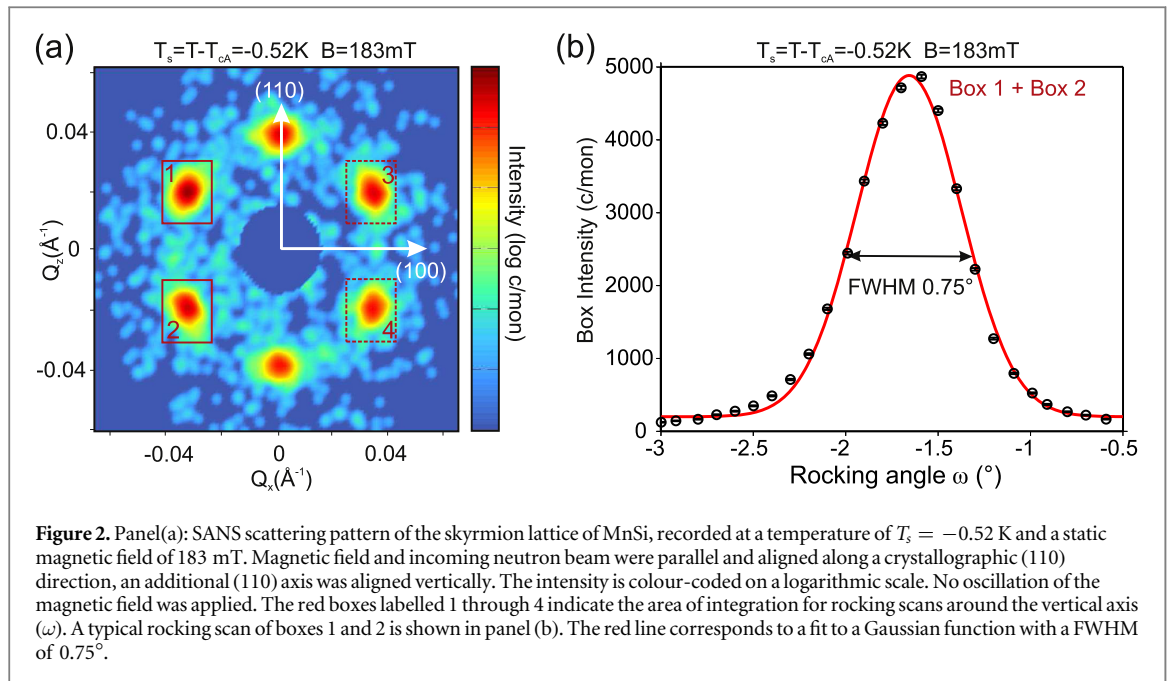 (a)
T_s=T-T_cA=-0.52K B=183mT
(110)
(100)
1
2
3
4
0.04
0
-0.04
Q_z(Å⁻¹)
-0.04
0
0.04
Q_x(Å⁻¹)
Intensity (log c/mon)
(b)
T_s=T-T_cA=-0.52K B=183mT
Box 1 + Box 2
FWHM 0.75°
5000
4000
3000
2000
1000
0
Box Intensity (c/mon)
-3
-2.5
-2
-1.5
-1
-0.5
Rocking angle ω (°)
Figure 2. Panel(a): SANS scattering pattern of the skyrmion lattice of MnSi, recorded at a temperature of T_s = −0.52 K and a static
magnetic field of 183 mT. Magnetic field and incoming neutron beam were parallel and aligned along a crystallographic (110)
direction, an additional (110) axis was aligned vertically. The intensity is colour-coded on a logarithmic scale. No oscillation of the
magnetic field was applied. The red boxes labelled 1 through 4 indicate the area of integration for rocking scans around the vertical axis
(ω). A typical rocking scan of boxes 1 and 2 is shown in panel (b). The red line corresponds to a fit to a Gaussian function with a FWHM
of 0.75°.